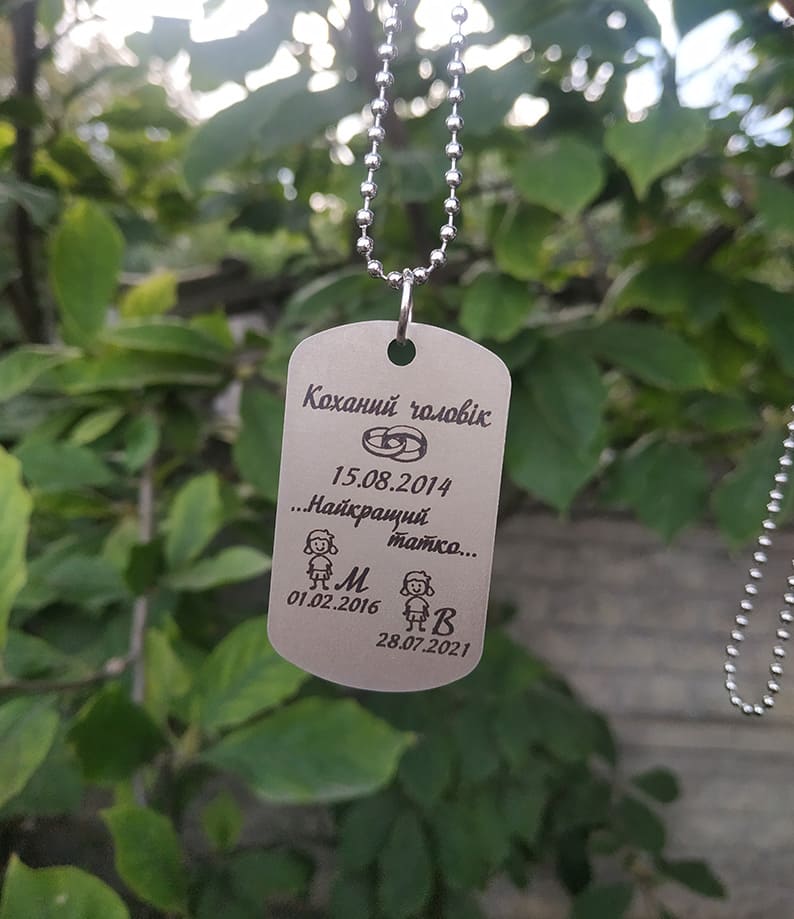 Коханий чоловік
15.08.2014
...Найкращий
татко...
М
01.02.2016
В
28.07.2021